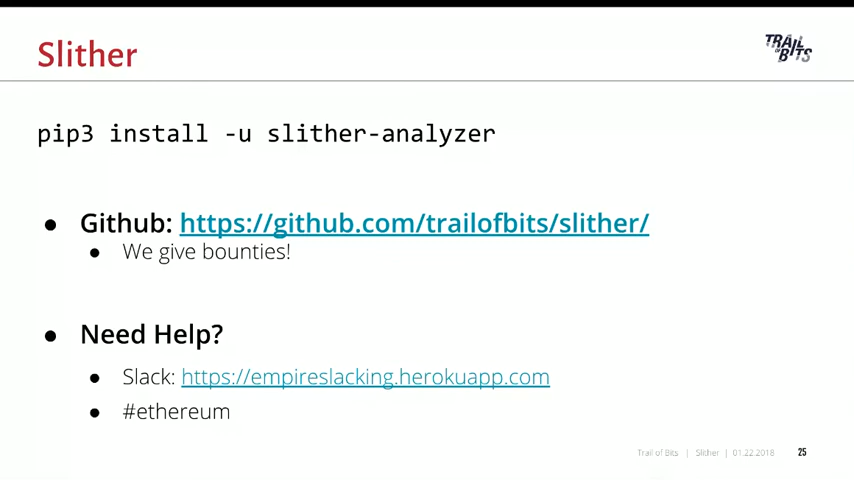 Slither
TRAIL
OF
BITS
pip3 install -u slither-analyzer
● Github: https://github.com/trailofbits/slither/
● We give bounties!
● Need Help?
● Slack: https://empireslacking.herokuapp.com
● #ethereum
Trail of Bits | Slither | 01.22.2018 25